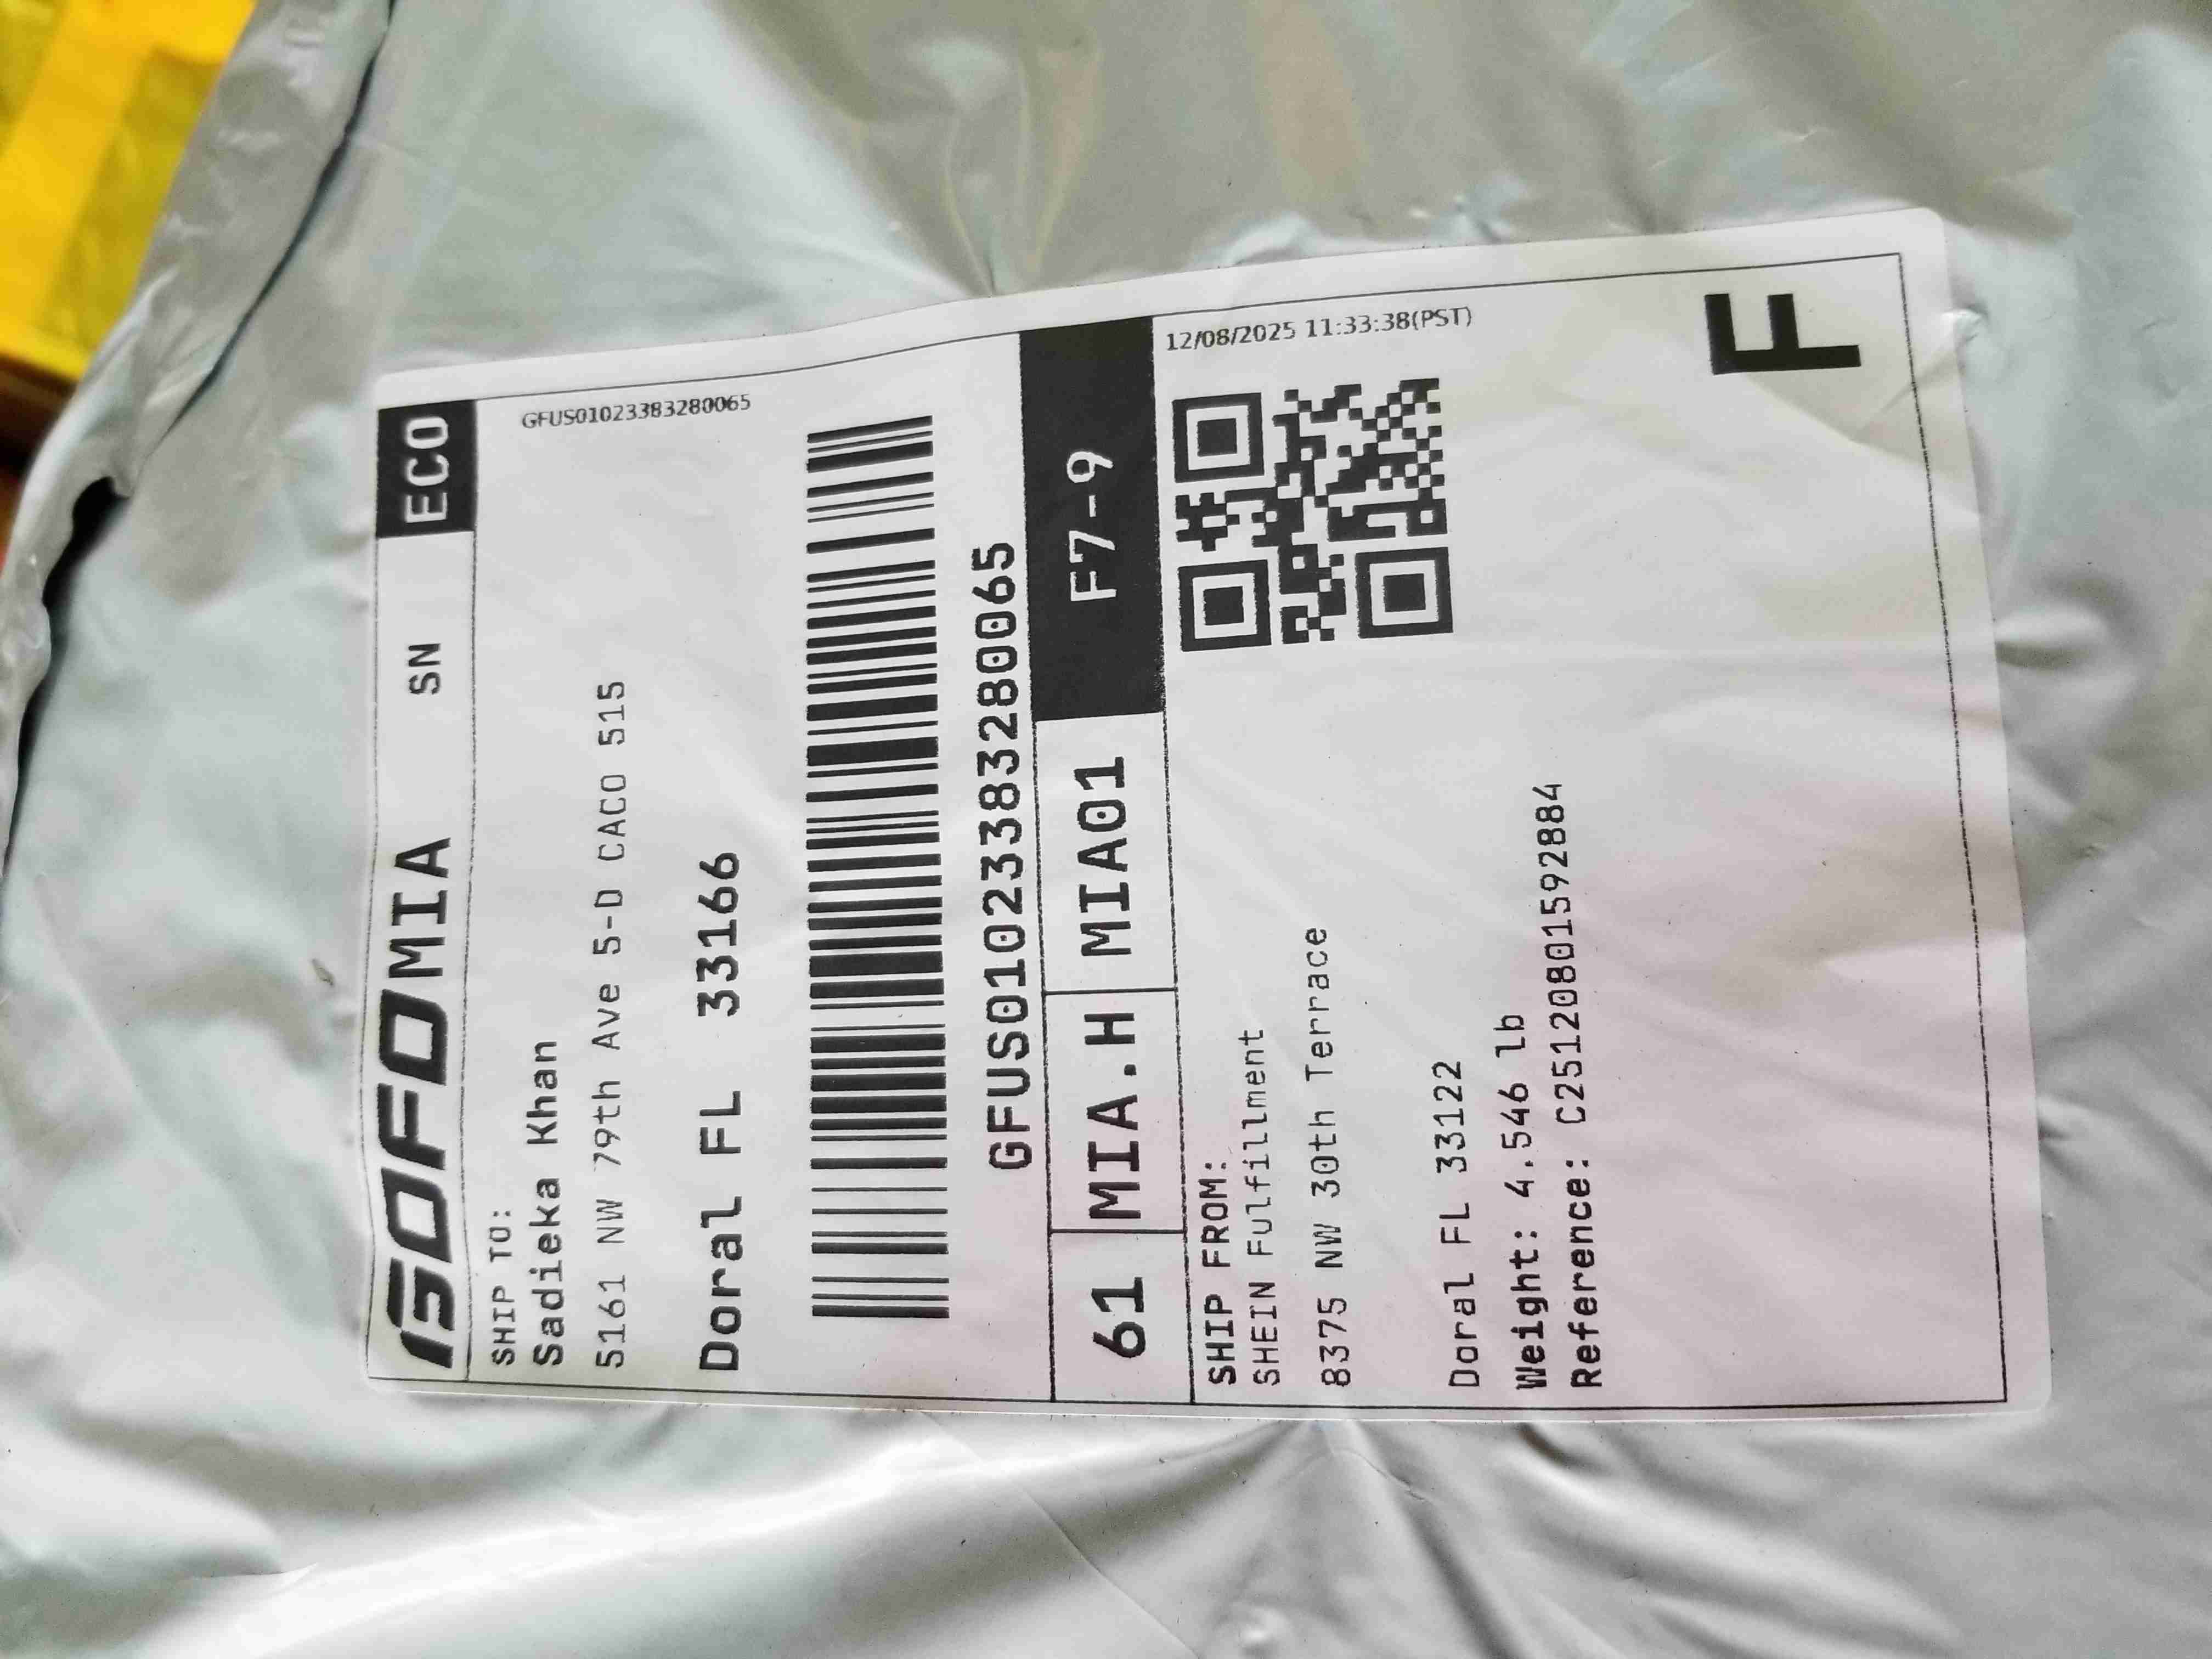 GOFO MIA SN ECO
GFUS01023383280065
SHIP TO:
Sadieka Khan
5161 NW 79th Ave 5-D CACO 515
Doral FL 33166
GFUS01023383280065
61 MIA.H MIA01 F7-9
12/08/2025 11:33:38(PST)
SHIP FROM:
SHEIN Fulfillment
8375 NW 30th Terrace
Doral FL 33122
Weight: 4.546 lb
Reference: C25120801592884
F